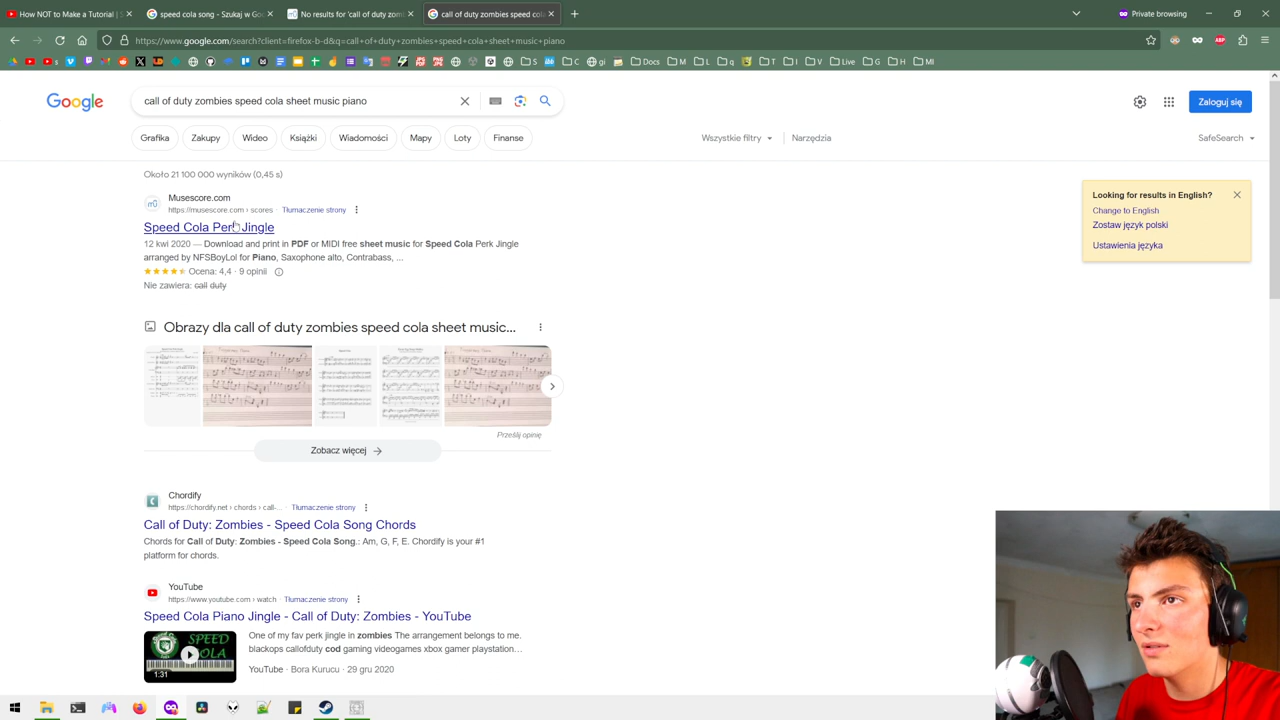 How NOT to Make a Tutorial | S
speed cola song - Szukaj w Goo
No results for 'call of duty zom
call of duty zombies speed cola
Private browsing
https://www.google.com/search?client=firefox-b-d&q=call+of+duty+zombies+speed+cola+sheet+music+piano
ABP
S
C
gi
Docs
M
L
q
T
I
V
Live
G
H
MI
Google
call of duty zombies speed cola sheet music piano
Zaloguj się
Grafika
Zakupy
Wideo
Książki
Wiadomości
Mapy
Loty
Finanse
Wszystkie filtry
Narzędzia
SafeSearch
Około 21 100 000 wyników (0,45 s)
Musescore.com
https://musescore.com › scores
Tłumaczenie strony
Speed Cola Perk Jingle
12 kwi 2020 — Download and print in PDF or MIDI free sheet music for Speed Cola Perk Jingle
arranged by NFSBoyLol for Piano, Saxophone alto, Contrabass, ...
Ocena: 4,4 · 9 opinii
Nie zawiera: call duty
Looking for results in English?
Change to English
Zostaw język polski
Ustawienia języka
Obrazy dla call of duty zombies speed cola sheet music...
Prześlij opinię
Zobacz więcej
Chordify
https://chordify.net › chords › call-...
Tłumaczenie strony
Call of Duty: Zombies - Speed Cola Song Chords
Chords for Call of Duty: Zombies - Speed Cola Song.: Am, G, F, E. Chordify is your #1
platform for chords.
YouTube
https://www.youtube.com › watch
Tłumaczenie strony
Speed Cola Piano Jingle - Call of Duty: Zombies - YouTube
SPEED
COLA
1:31
One of my fav perk jingle in zombies The arrangement belongs to me.
blackops callofduty cod gaming videogames xbox gamer playstation...
YouTube · Bora Kurucu · 29 gru 2020